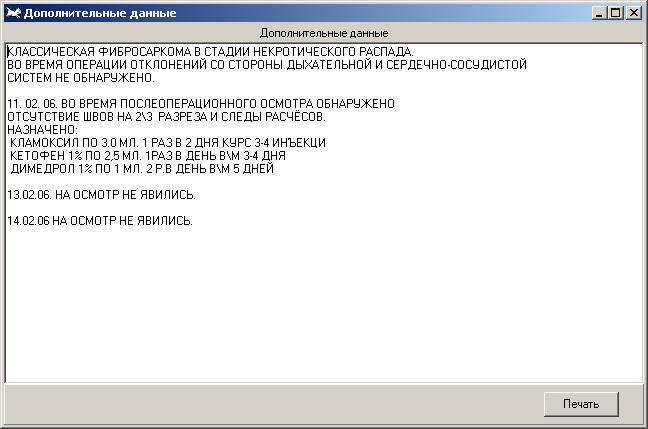 Дополнительные данные
Дополнительные данные
КЛАССИЧЕСКАЯ ФИБРОСАРКОМА В СТАДИИ НЕКРОТИЧЕСКОГО РАСПАДА.
ВО ВРЕМЯ ОПЕРАЦИИ ОТКЛОНЕНИЙ СО СТОРОНЫ ДЫХАТЕЛЬНОЙ И СЕРДЕЧНО-СОСУДИСТОЙ
СИСТЕМ НЕ ОБНАРУЖЕНО.
11. 02. 06. ВО ВРЕМЯ ПОСЛЕОПЕРАЦИОННОГО ОСМОТРА ОБНАРУЖЕНО
ОТСУТСТВИЕ ШВОВ НА 2\3 РАЗРЕЗА И СЛЕДЫ РАСЧЁСОВ.
НАЗНАЧЕНО:
КЛАМОКСИЛ ПО 3.0 МЛ. 1 РАЗ В 2 ДНЯ КУРС 3-4 ИНЪЕКЦИ
КЕТОФЕН 1% ПО 2,5 МЛ. 1РАЗ В ДЕНЬ В\М 3-4 ДНЯ
ДИМЕДРОЛ 1% ПО 1 МЛ. 2 Р.В ДЕНЬ В\М 5 ДНЕЙ
13.02.06. НА ОСМОТР НЕ ЯВИЛИСЬ.
14.02.06 НА ОСМОТР НЕ ЯВИЛИСЬ.
Печать